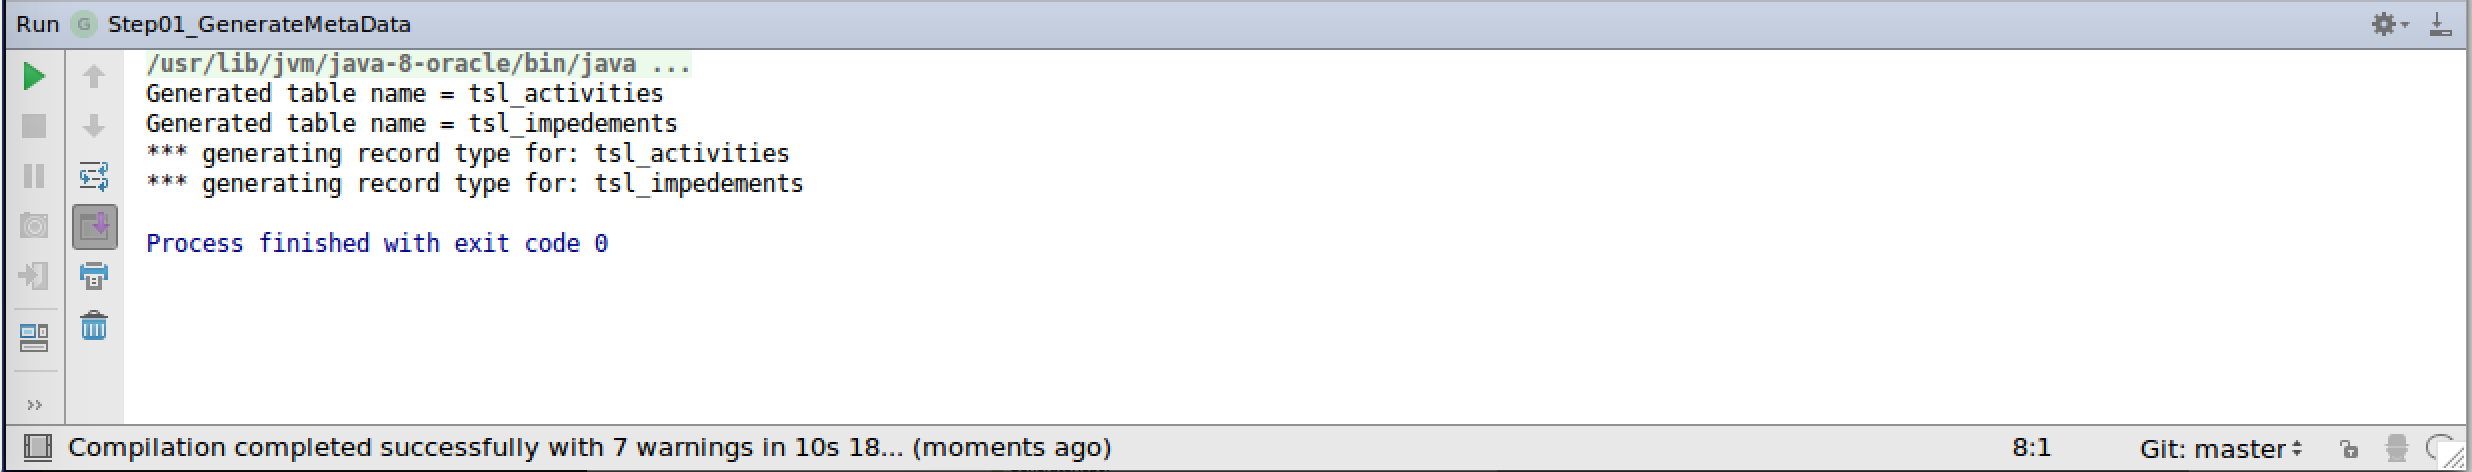 Run G Step01_GenerateMetaData
/usr/lib/jvm/java-8-oracle/bin/java ...
Generated table name = tsl_activities
Generated table name = tsl_impedements
*** generating record type for: tsl_activities
*** generating record type for: tsl_impedements
Process finished with exit code 0
Compilation completed successfully with 7 warnings in 10s 18... (moments ago) 8:1 Git: master